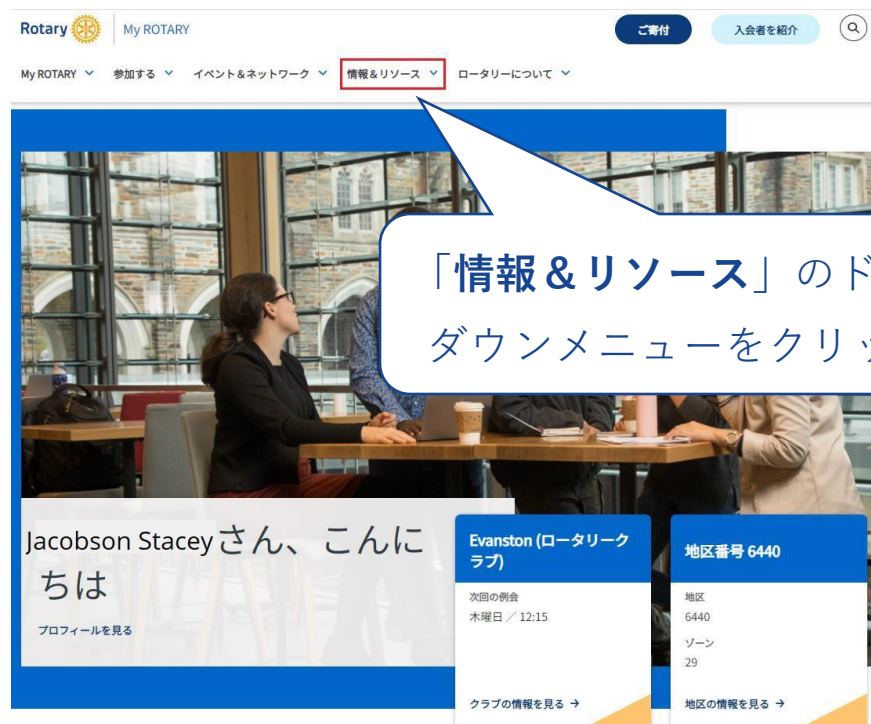 Rotary My ROTARY ご寄付 入会者を紹介
My ROTARY 参加する イベント&ネットワーク 情報&リソース ロータリーについて
「情報＆リソース」のド
ダウンメニューをクリッ
Jacobson Staceyさん、こんに
ちは
プロフィールを見る
Evanston (ロータリーク
ラブ)
次回の例会
木曜日／12:15
クラブの情報を見る →
地区番号 6440
地区
6440
ゾーン
29
地区の情報を見る →